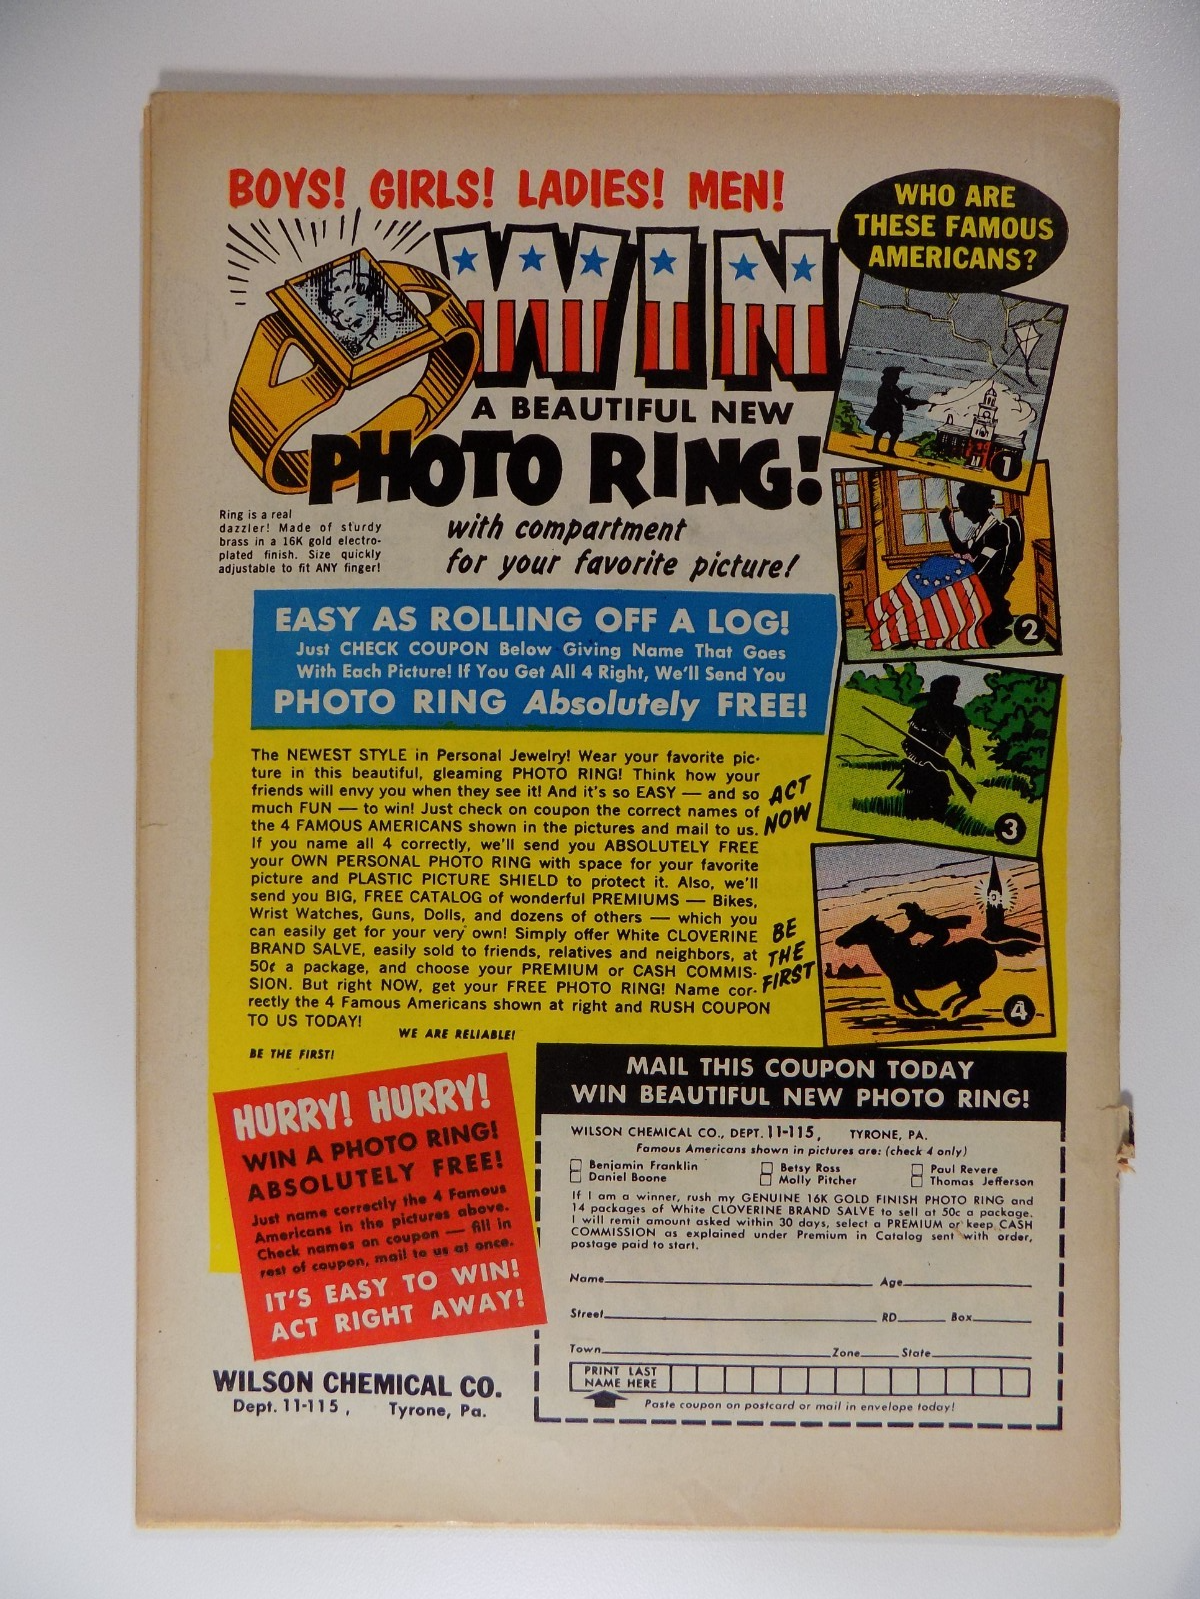 BOYS! GIRLS! LADIES! MEN!
WIN
A BEAUTIFUL NEW
PHOTO RING!
with compartment
for your favorite picture!
Ring is a real
dazzler! Made of sturdy
brass in a 16K gold electro-
plated finish. Size quickly
adjustable to fit ANY finger!
WHO ARE
THESE FAMOUS
AMERICANS?
1
2
3
4
EASY AS ROLLING OFF A LOG!
Just CHECK COUPON Below Giving Name That Goes
With Each Picture! If You Get All 4 Right, We'll Send You
PHOTO RING Absolutely FREE!
The NEWEST STYLE in Personal Jewelry! Wear your favorite pic-
ture in this beautiful, gleaming PHOTO RING! Think how your
friends will envy you when they see it! And it's so EASY — and so
much FUN — to win! Just check on coupon the correct names of
the 4 FAMOUS AMERICANS shown in the pictures and mail to us.
If you name all 4 correctly, we'll send you ABSOLUTELY FREE
your OWN PERSONAL PHOTO RING with space for your favorite
picture and PLASTIC PICTURE SHIELD to protect it. Also, we'll
send you BIG, FREE CATALOG of wonderful PREMIUMS — Bikes,
Wrist Watches, Guns, Dolls, and dozens of others — which you
can easily get for your very own! Simply offer White CLOVERINE
BRAND SALVE, easily sold to friends, relatives and neighbors, at
50¢ a package, and choose your PREMIUM or CASH COMMIS-
SION. But right NOW, get your FREE PHOTO RING! Name cor-
rectly the 4 Famous Americans shown at right and RUSH COUPON
TO US TODAY!
WE ARE RELIABLE!
BE THE FIRST!
ACT
NOW
BE
THE
FIRST
HURRY! HURRY!
WIN A PHOTO RING!
ABSOLUTELY FREE!
Just name correctly the 4 Famous
Americans in the pictures above.
Check names on coupon — fill in
rest of coupon, mail to us at once.
IT'S EASY TO WIN!
ACT RIGHT AWAY!
WILSON CHEMICAL CO.
Dept. 11-115, Tyrone, Pa.
MAIL THIS COUPON TODAY
WIN BEAUTIFUL NEW PHOTO RING!
WILSON CHEMICAL CO., DEPT. 11-115, TYRONE, PA.
Famous Americans shown in pictures are: (check 4 only)
Benjamin Franklin Betsy Ross Paul Revere
Daniel Boone Molly Pitcher Thomas Jefferson
If I am a winner, rush my GENUINE 16K GOLD FINISH PHOTO RING and
14 packages of White CLOVERINE BRAND SALVE to sell at 50c a package.
I will remit amount asked within 30 days, select a PREMIUM or keep CASH
COMMISSION as explained under Premium in Catalog sent with order,
postage paid to start.
Name Age
Street RD Box
Town Zone State
PRINT LAST
NAME HERE
Paste coupon on postcard or mail in envelope today!